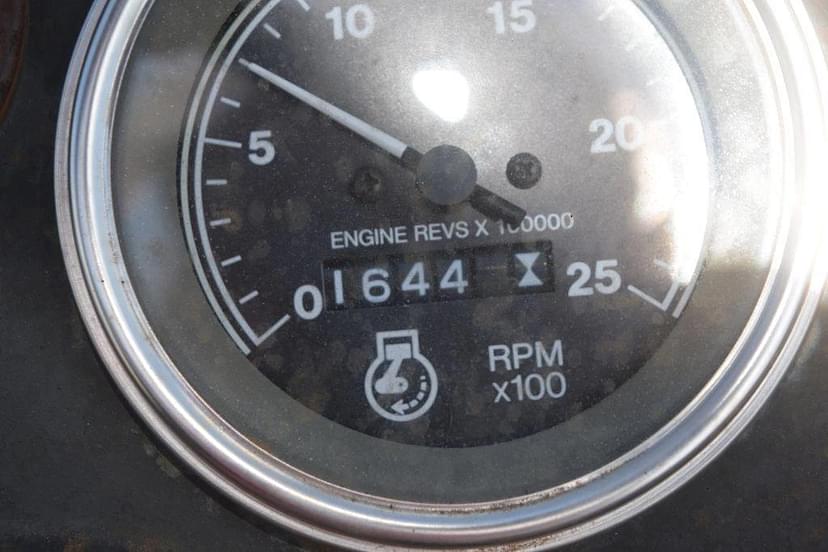 10 15
5 20
ENGINE REVS X 100000
0 1644 25
RPM
x100